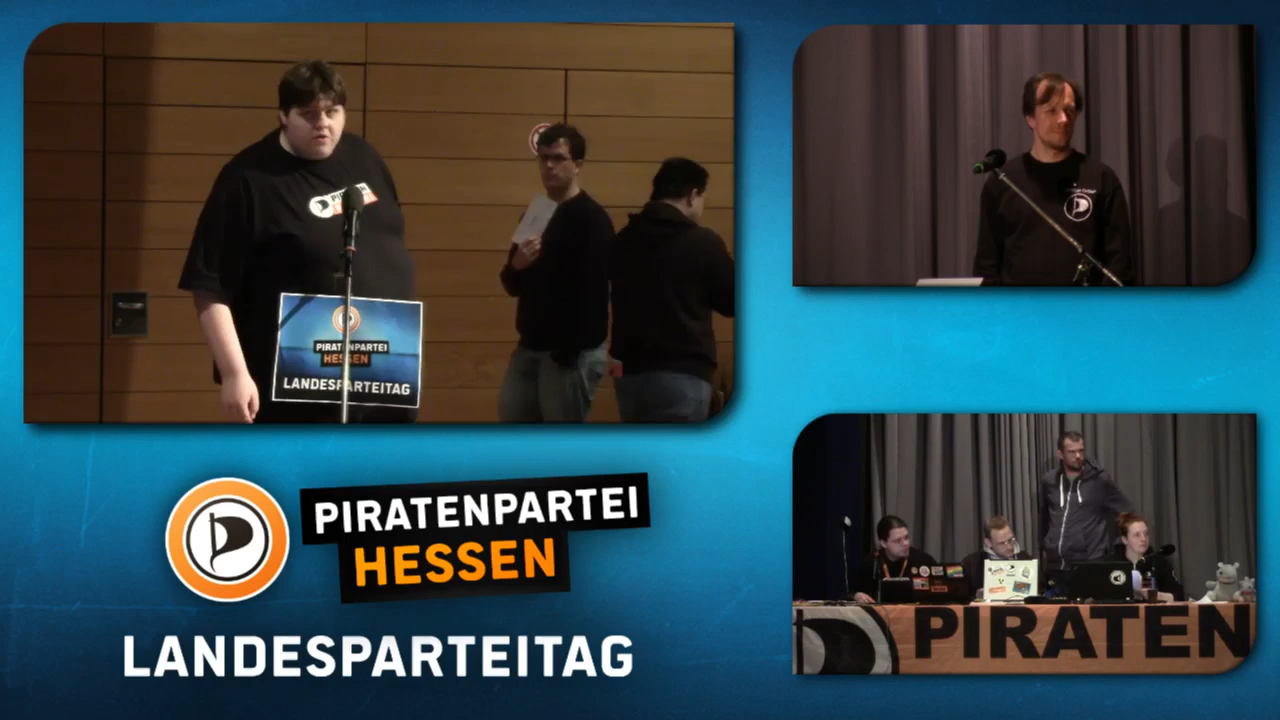 PIRATENPARTEI
HESSEN
LANDESPARTEITAG
PIRATENPARTEI
HESSEN
LANDESPARTEITAG
PIRATEN